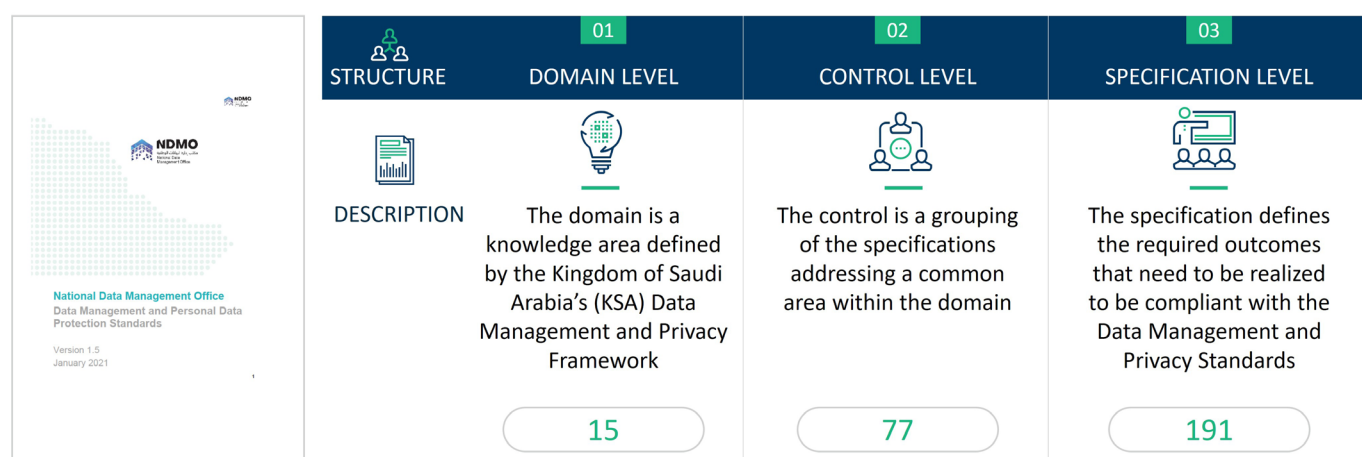 NDMO
NDMO
National Data
Management Office
National Data Management Office
Data Management and Personal Data
Protection Standards
Version 1.5
January 2021
1
STRUCTURE
01
DOMAIN LEVEL
02
CONTROL LEVEL
03
SPECIFICATION LEVEL
DESCRIPTION
The domain is a
knowledge area defined
by the Kingdom of Saudi
Arabia’s (KSA) Data
Management and Privacy
Framework
15
The control is a grouping
of the specifications
addressing a common
area within the domain
77
The specification defines
the required outcomes
that need to be realized
to be compliant with the
Data Management and
Privacy Standards
191